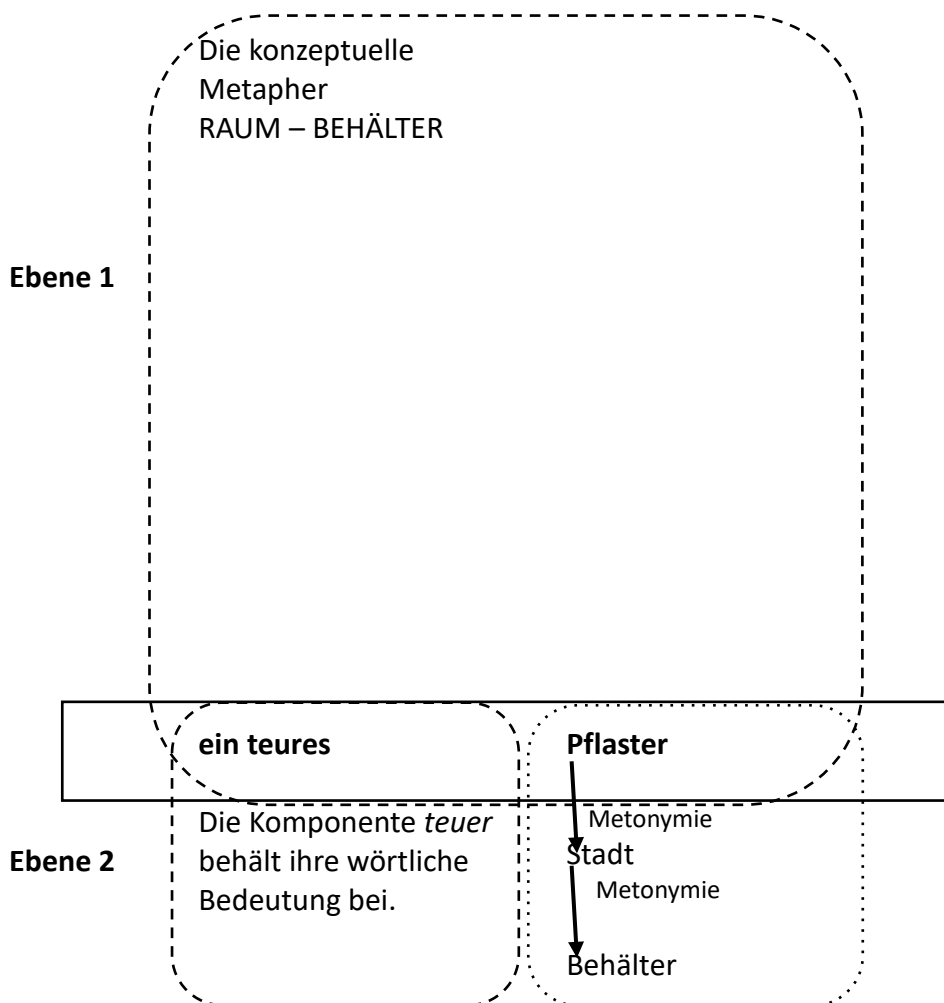 Die konzeptuelle
Metapher
RAUM – BEHÄLTER
Ebene 1
ein teures
Pflaster
Die Komponente teuer
behält ihre wörtliche
Bedeutung bei.
Ebene 2
Metonymie
Stadt
Metonymie
Behälter